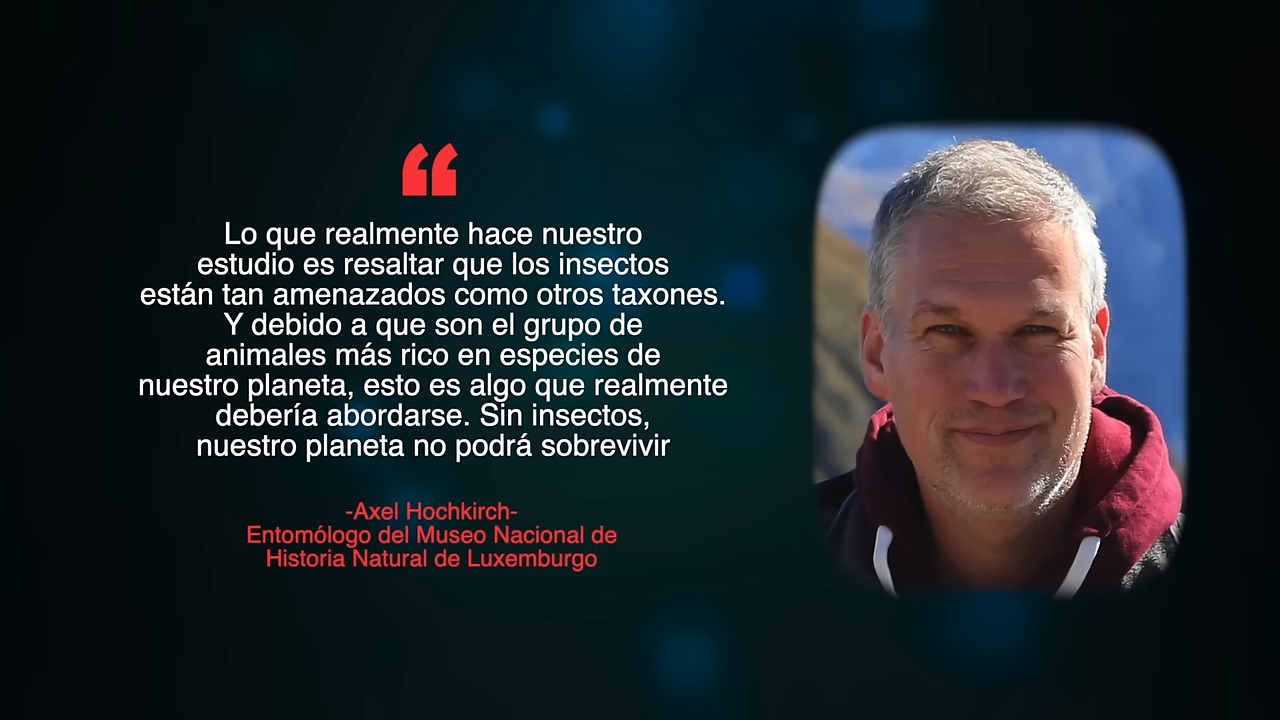 “
Lo que realmente hace nuestro
estudio es resaltar que los insectos
están tan amenazados como otros taxones.
Y debido a que son el grupo de
animales más rico en especies de
nuestro planeta, esto es algo que realmente
debería abordarse. Sin insectos,
nuestro planeta no podrá sobrevivir
-Axel Hochkirch-
Entomólogo del Museo Nacional de
Historia Natural de Luxemburgo